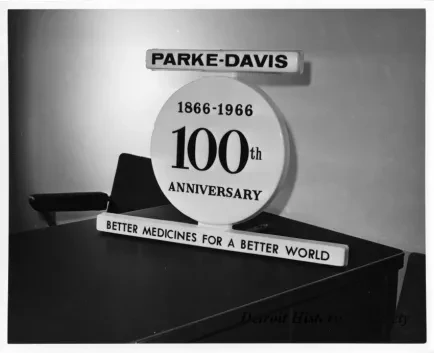 PARKE-DAVIS
1866-1966
100th
ANNIVERSARY
BETTER MEDICINES FOR A BETTER WORLD
Detroit Historical Society